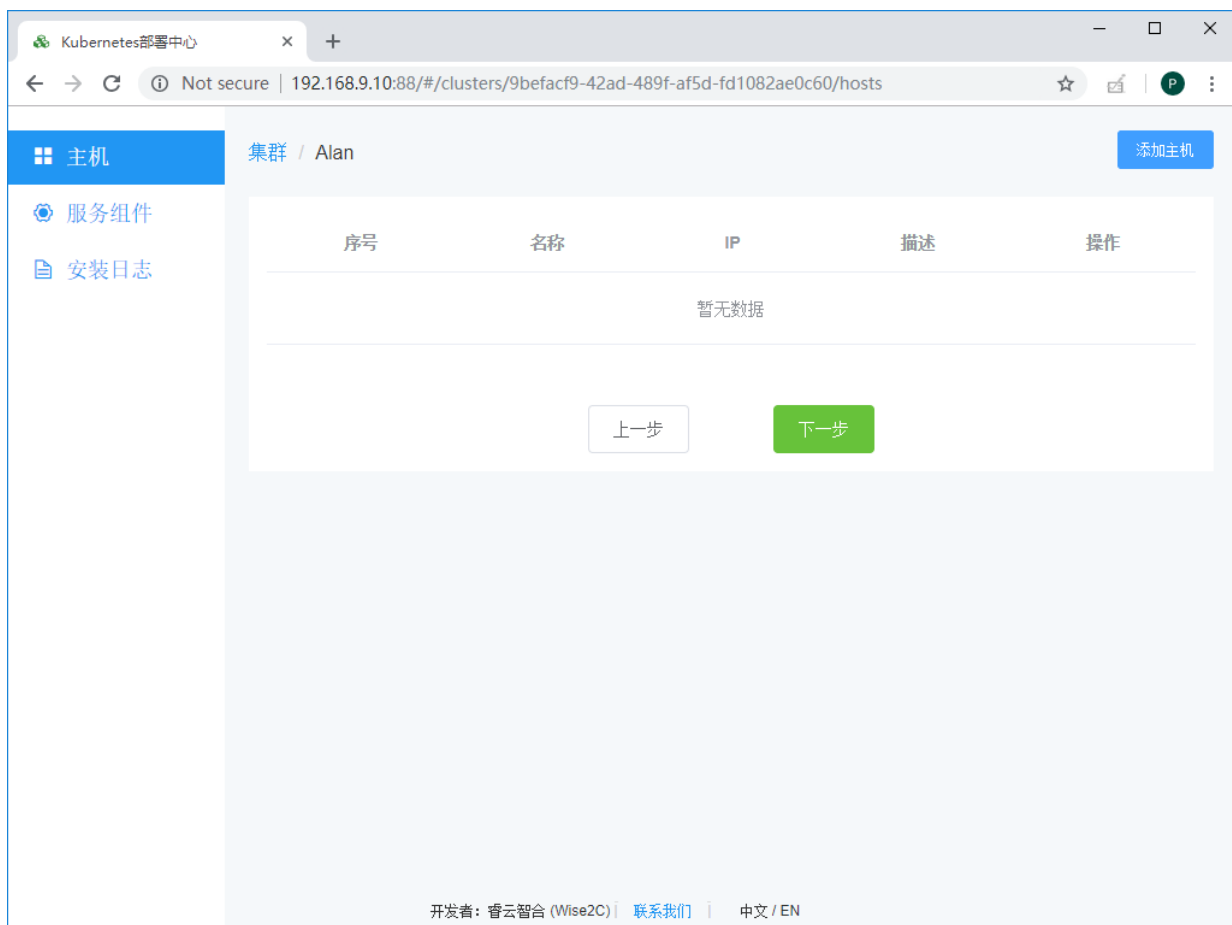 Kubernetes部署中心
Not secure | 192.168.9.10:88/#/clusters/9befacf9-42ad-489f-af5d-fd1082ae0c60/hosts
P
主机
服务组件
安装日志
集群 / Alan
添加主机
序号 名称 IP 描述 操作
暂无数据
上一步 下一步
开发者：睿云智合 (Wise2C) | 联系我们 | 中文 / EN